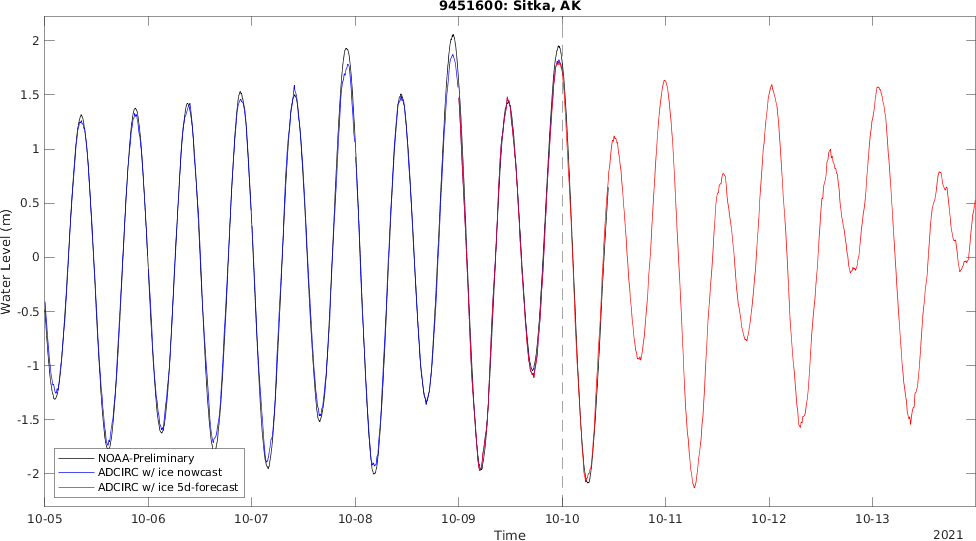 9451600: Sitka, AK
2
1.5
1
0.5
0
-0.5
-1
-1.5
-2
Water Level (m)
NOAA-Preliminary
ADCIRC w/ ice nowcast
ADCIRC w/ ice 5d-forecast
10-05 10-06 10-07 10-08 10-09 10-10 10-11 10-12 10-13
Time
2021